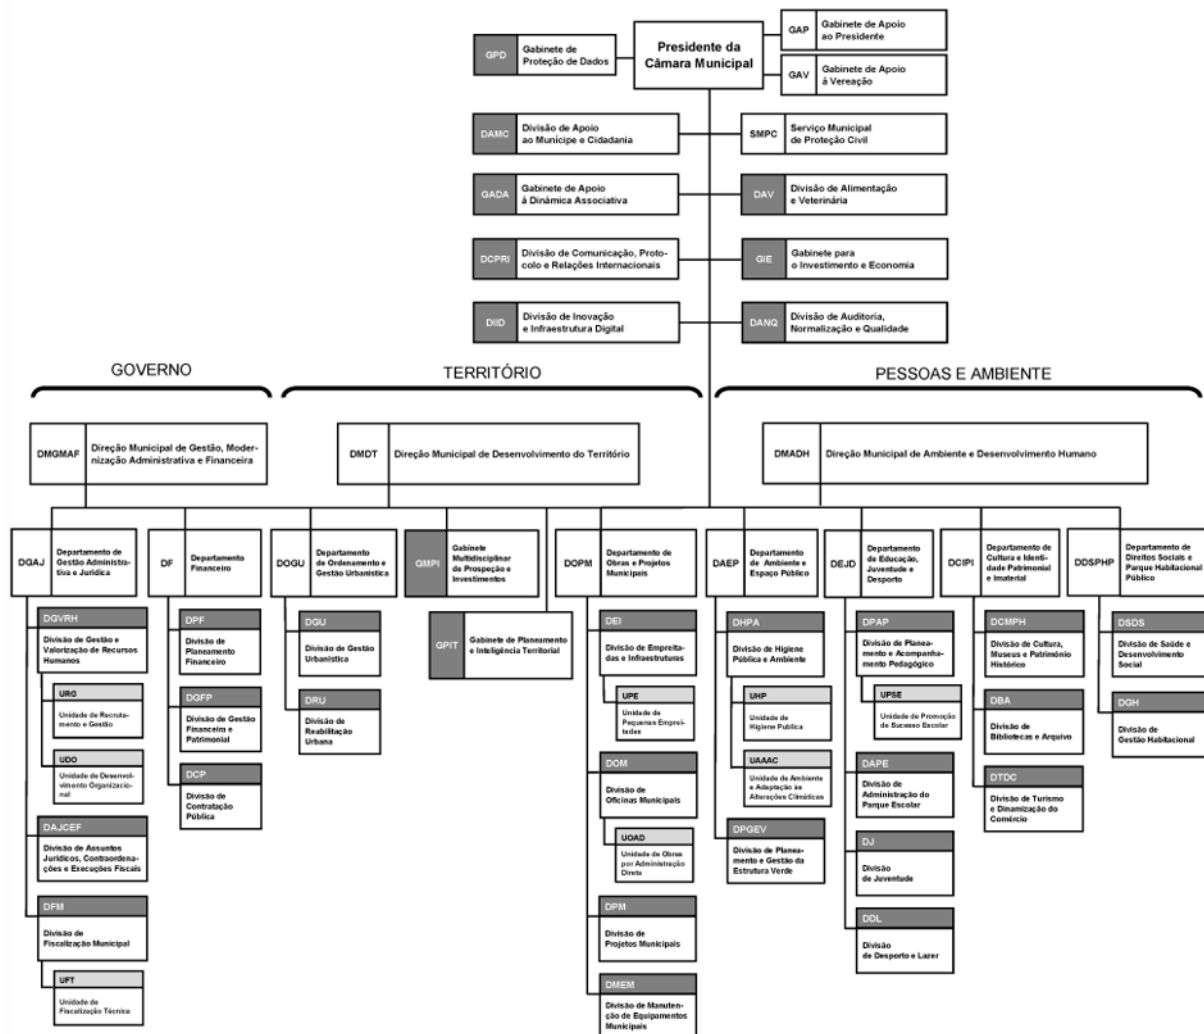 GPD
Gabinete de
Proteção de Dados
Presidente da
Câmara Municipal
GAP
Gabinete de Apoio
ao Presidente
GAV
Gabinete de Apoio
á Vereação
DAMC
Divisão de Apoio
ao Munícipe e Cidadania
SMPC
Serviço Municipal
de Proteção Civil
GADA
Gabinete de Apoio
á Dinâmica Associativa
DAV
Divisão de Alimentação
e Veterinária
DCPRI
Divisão de Comunicação, Proto-
colo e Relações Internacionais
GIE
Gabinete para
o Investimento e Economia
DIID
Divisão de Inovação
e Infraestrutura Digital
DANQ
Divisão de Auditoria,
Normalização e Qualidade
GOVERNO
TERRITÓRIO
PESSOAS E AMBIENTE
DMGMAF
Direção Municipal de Gestão, Moder-
nização Administrativa e Financeira
DMDT
Direção Municipal de Desenvolvimento do Território
DMADH
Direção Municipal de Ambiente e Desenvolvimento Humano
DGAJ
Departamento de
Gestão Administra-
tiva e Jurídica
DF
Departamento
Financeiro
DOGU
Departamento
de Ordenamento e
Gestão Urbanística
GMPI
Gabinete
Multidisciplinar
de Prospeção e
Investimentos
DOPM
Departamento de
Obras e Projetos
Municipais
DAEP
Departamento
de Ambiente e
Espaço Público
DEJD
Departamento
de Educação,
Juventude e
Desporto
DCIPI
Departamento de
Cultura e Identi-
dade Patrimonial e
Imaterial
DDSPHP
Departamento de
Direitos Sociais e
Parque Habitacional
Público
GPIT
Gabinete de Planeamento
e Inteligência Territorial
DGVRH
Divisão de Gestão e
Valorização de Recursos
Humanos
URG
Unidade de Recruta-
mento e Gestão
UDO
Unidade de Desenvol-
vimento Organizacio-
nal
DAJCEF
Divisão de Assuntos
Jurídicos, Contraordena-
ções e Execuções Fiscais
DFM
Divisão de
Fiscalização Municipal
UFT
Unidade de
Fiscalização Técnica
DPF
Divisão de
Planeamento
Financeiro
DGFP
Divisão de Gestão
Financeira e
Patrimonial
DCP
Divisão de
Contratação
Pública
DGU
Divisão de Gestão
Urbanística
DRU
Divisão de
Reabilitação
Urbana
DEI
Divisão de Empreita-
das e Infraestruturas
UPE
Unidade de
Pequenas Emprei-
tadas
DOM
Divisão de
Oficinas Municipais
UOAD
Unidade de Obras
por Administração
Direta
DPM
Divisão de
Projetos Municipais
DMEM
Divisão de Manuten-
ção de Equipamentos
Municipais
DHPA
Divisão de Higiene
Pública e Ambiente
UHP
Unidade de
Higiene Publica
UAAAC
Unidade de Ambiente
e Adaptação às
Alterações Climáticas
DPGEV
Divisão de Planea-
mento e Gestão da
Estrutura Verde
DPAP
Divisão de Planea-
mento e Acompa-
nhamento Pedagógico
UPSE
Unidade de Promoção
de Sucesso Escolar
DAPE
Divisão de
Administração do
Parque Escolar
DJ
Divisão
de Juventude
DDL
Divisão
de Desporto e Lazer
DCMPH
Divisão de Cultura,
Museus e Património
Histórico
DBA
Divisão de
Bibliotecas e Arquivo
DTDC
Divisão de Turismo
e Dinamização do
Comércio
DSDS
Divisão de Saúde e
Desenvolvimento
Social
DGH
Divisão de
Gestão Habitacional